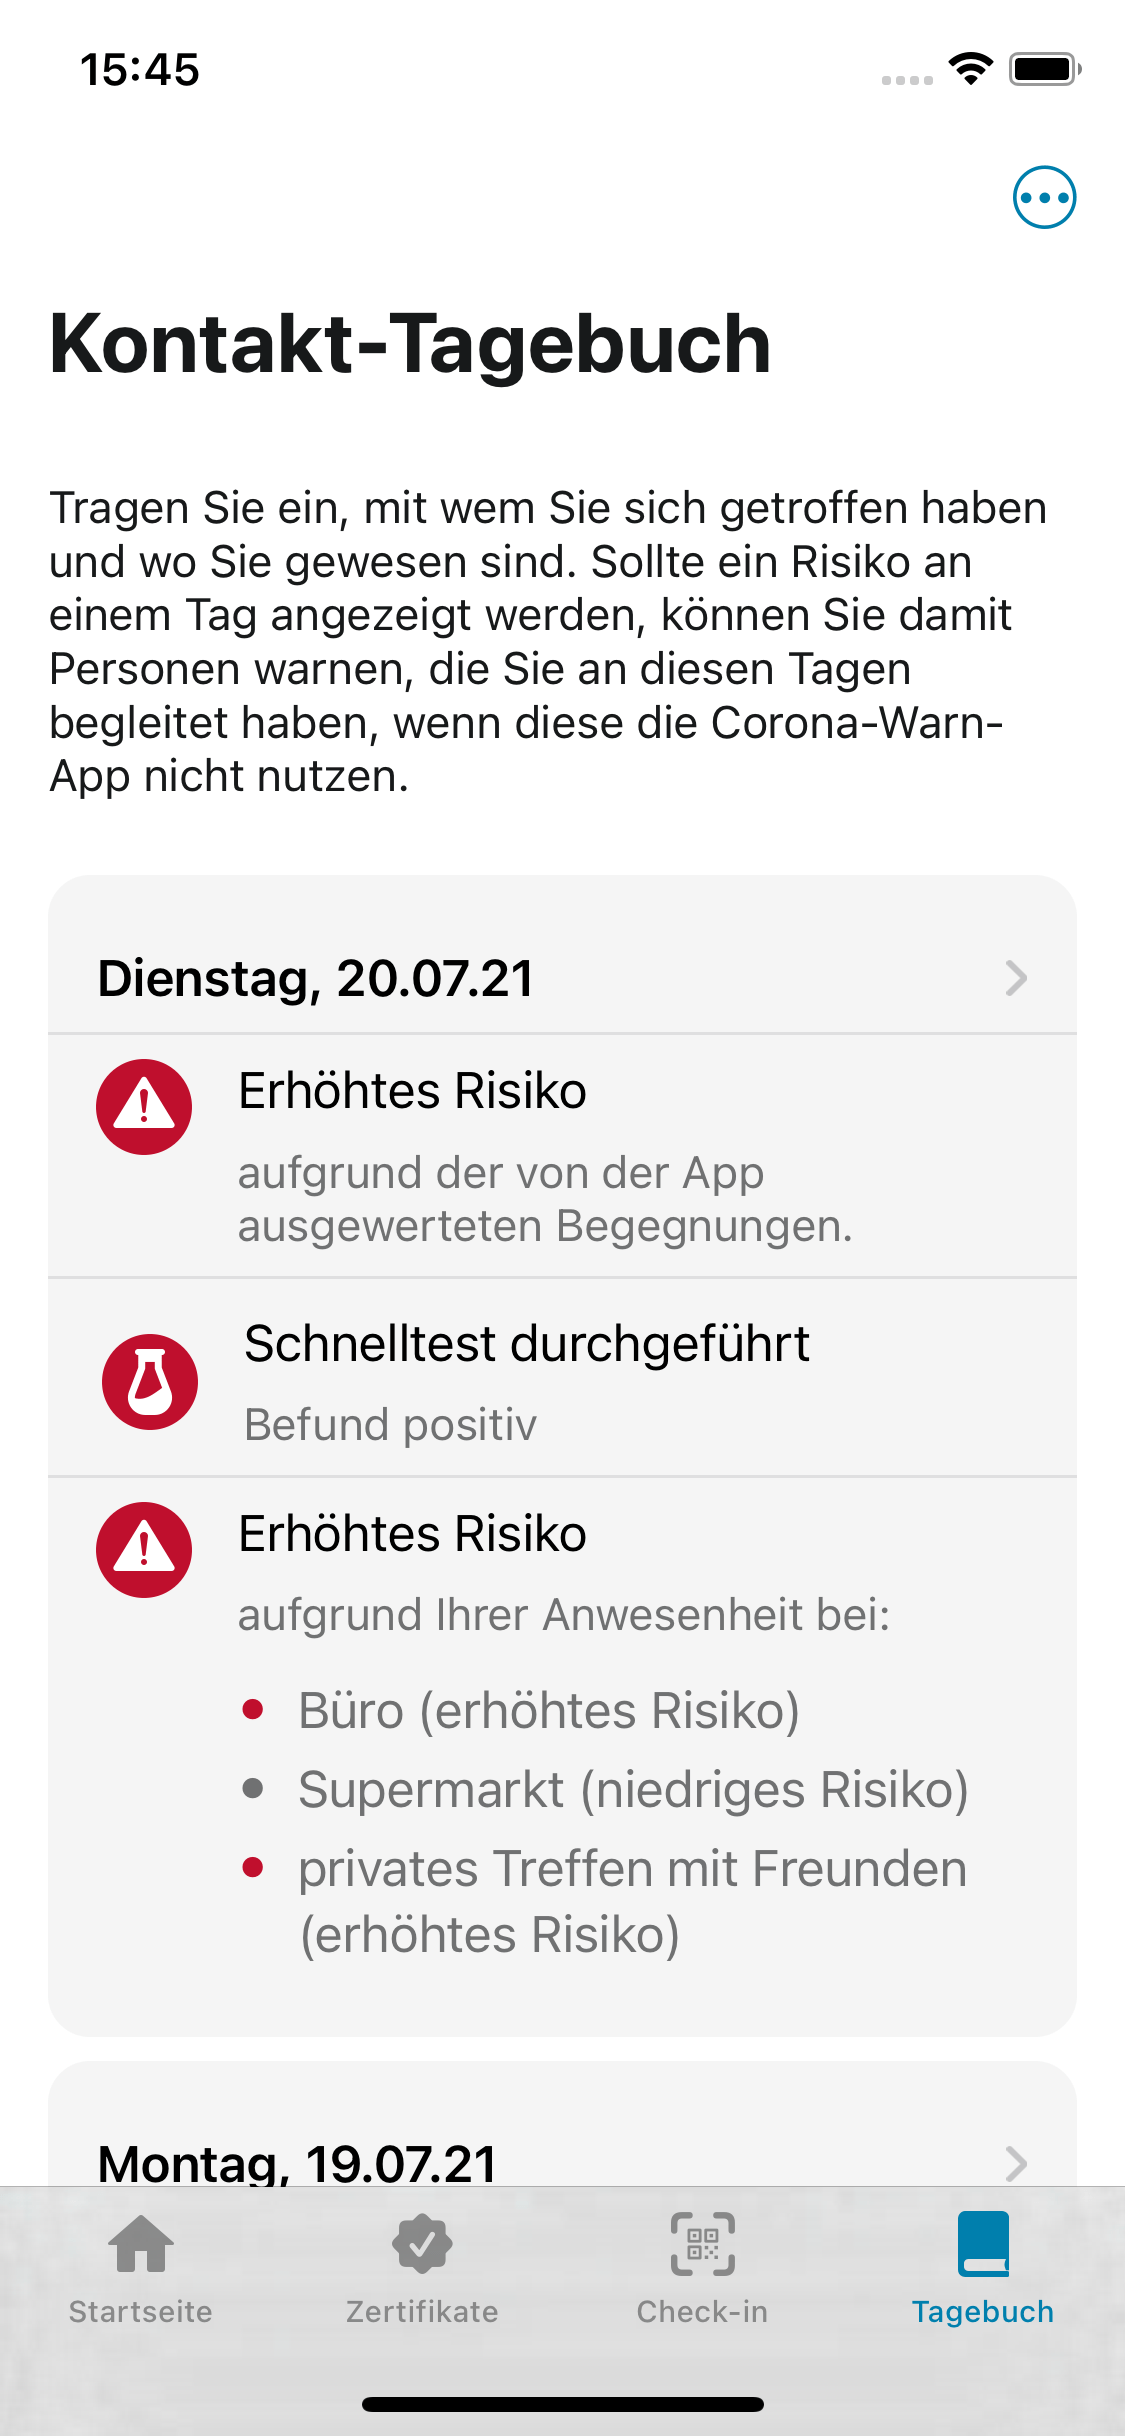 15:45
Kontakt-Tagebuch
Tragen Sie ein, mit wem Sie sich getroffen haben
und wo Sie gewesen sind. Sollte ein Risiko an
einem Tag angezeigt werden, können Sie damit
Personen warnen, die Sie an diesen Tagen
begleitet haben, wenn diese die Corona-Warn-
App nicht nutzen.
Dienstag, 20.07.21
Erhöhtes Risiko
aufgrund der von der App
ausgewerteten Begegnungen.
Schnelltest durchgeführt
Befund positiv
Erhöhtes Risiko
aufgrund Ihrer Anwesenheit bei:
• Büro (erhöhtes Risiko)
• Supermarkt (niedriges Risiko)
• privates Treffen mit Freunden
(erhöhtes Risiko)
Montag, 19.07.21
Startseite
Zertifikate
Check-in
Tagebuch